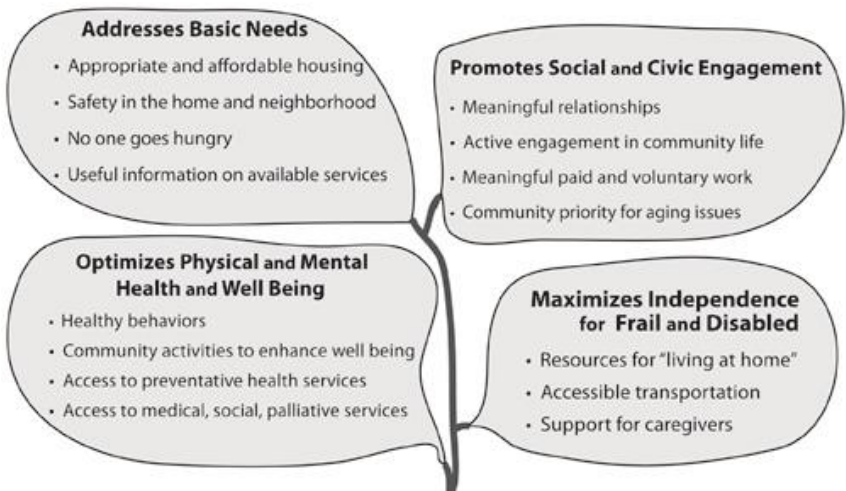 Addresses Basic Needs
• Appropriate and affordable housing
• Safety in the home and neighborhood
• No one goes hungry
• Useful information on available services
Promotes Social and Civic Engagement
• Meaningful relationships
• Active engagement in community life
• Meaningful paid and voluntary work
• Community priority for aging issues
Optimizes Physical and Mental
Health and Well Being
• Healthy behaviors
• Community activities to enhance well being
• Access to preventative health services
• Access to medical, social, palliative services
Maximizes Independence
for Frail and Disabled
• Resources for "living at home"
• Accessible transportation
• Support for caregivers